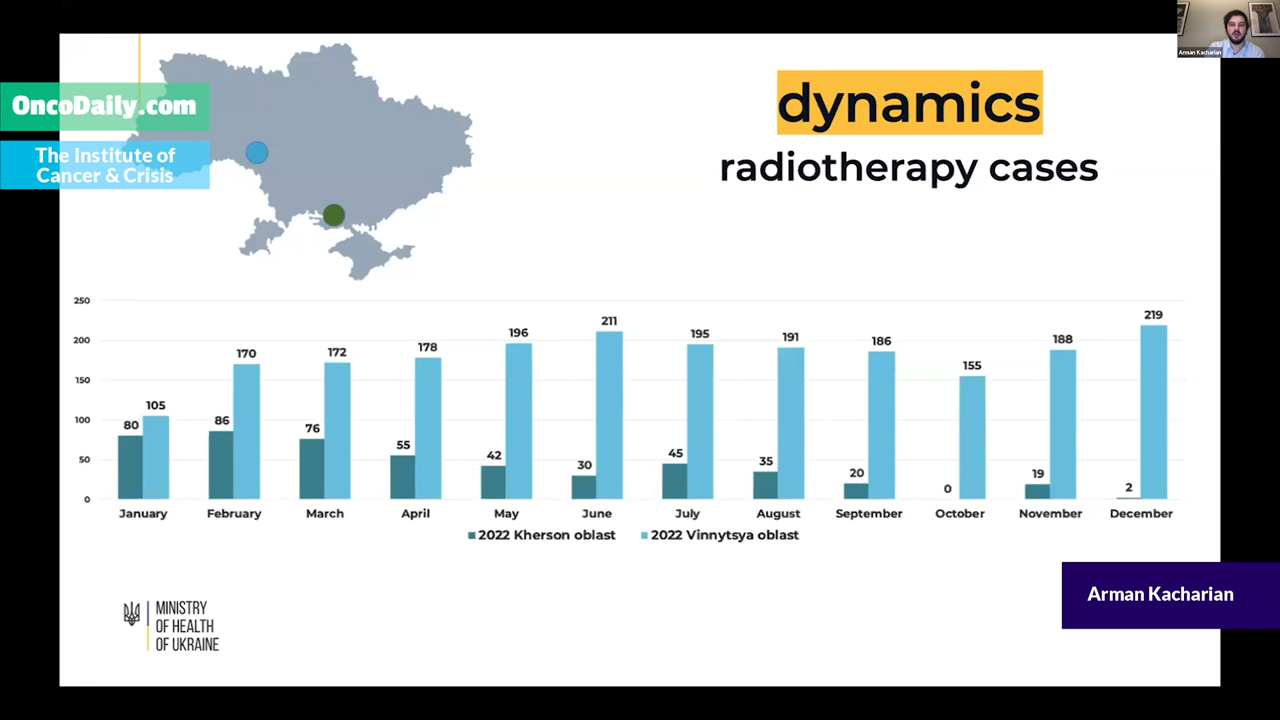 Arman Kacharian
OncoDaily.com
The Institute of
Cancer & Crisis
dynamics
radiotherapy cases
250
200
150
100
50
0
80
105
86
170
76
172
55
178
42
196
30
211
45
195
35
191
20
186
0
155
19
188
2
219
January
February
March
April
May
June
July
August
September
October
November
December
2022 Kherson oblast
2022 Vinnytsya oblast
Arman Kacharian
MINISTRY
OF HEALTH
OF UKRAINE